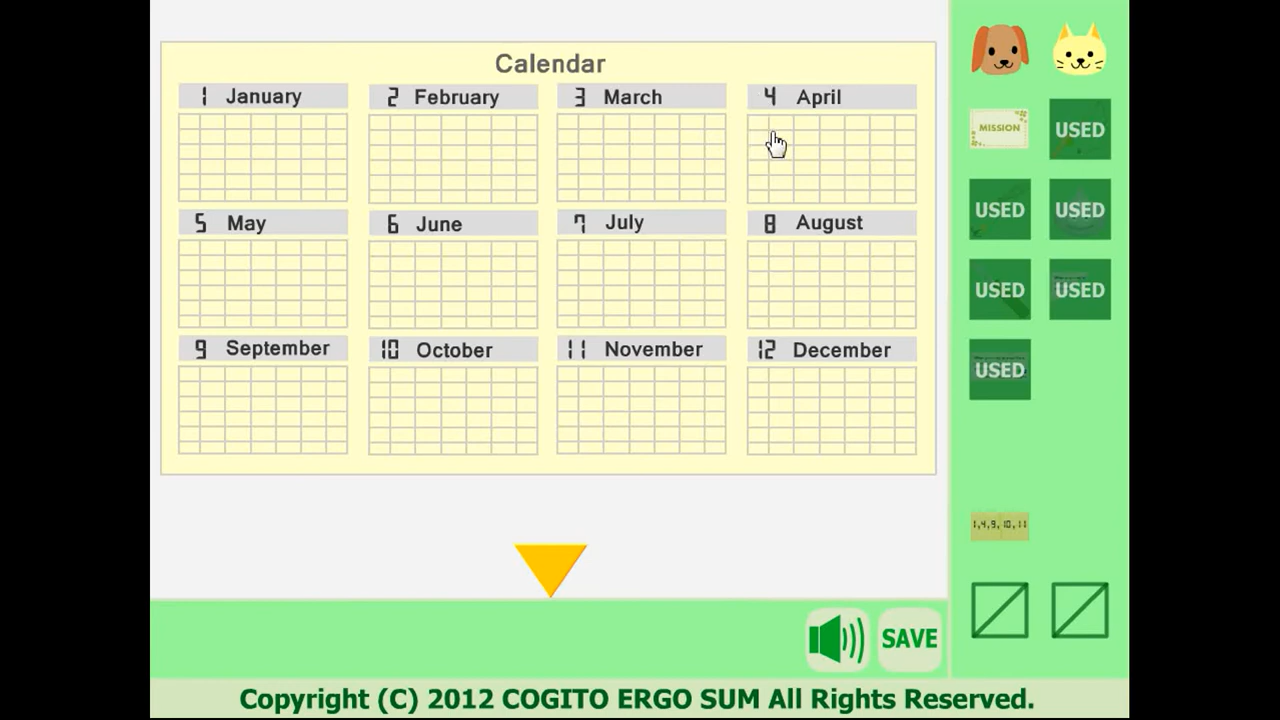 Calendar
1 January
2 February
3 March
4 April
5 May
6 June
7 July
8 August
9 September
10 October
11 November
12 December
MISSION
USED
USED
USED
USED
USED
USED
1,4,9,10,11
SAVE
Copyright (C) 2012 COGITO ERGO SUM All Rights Reserved.